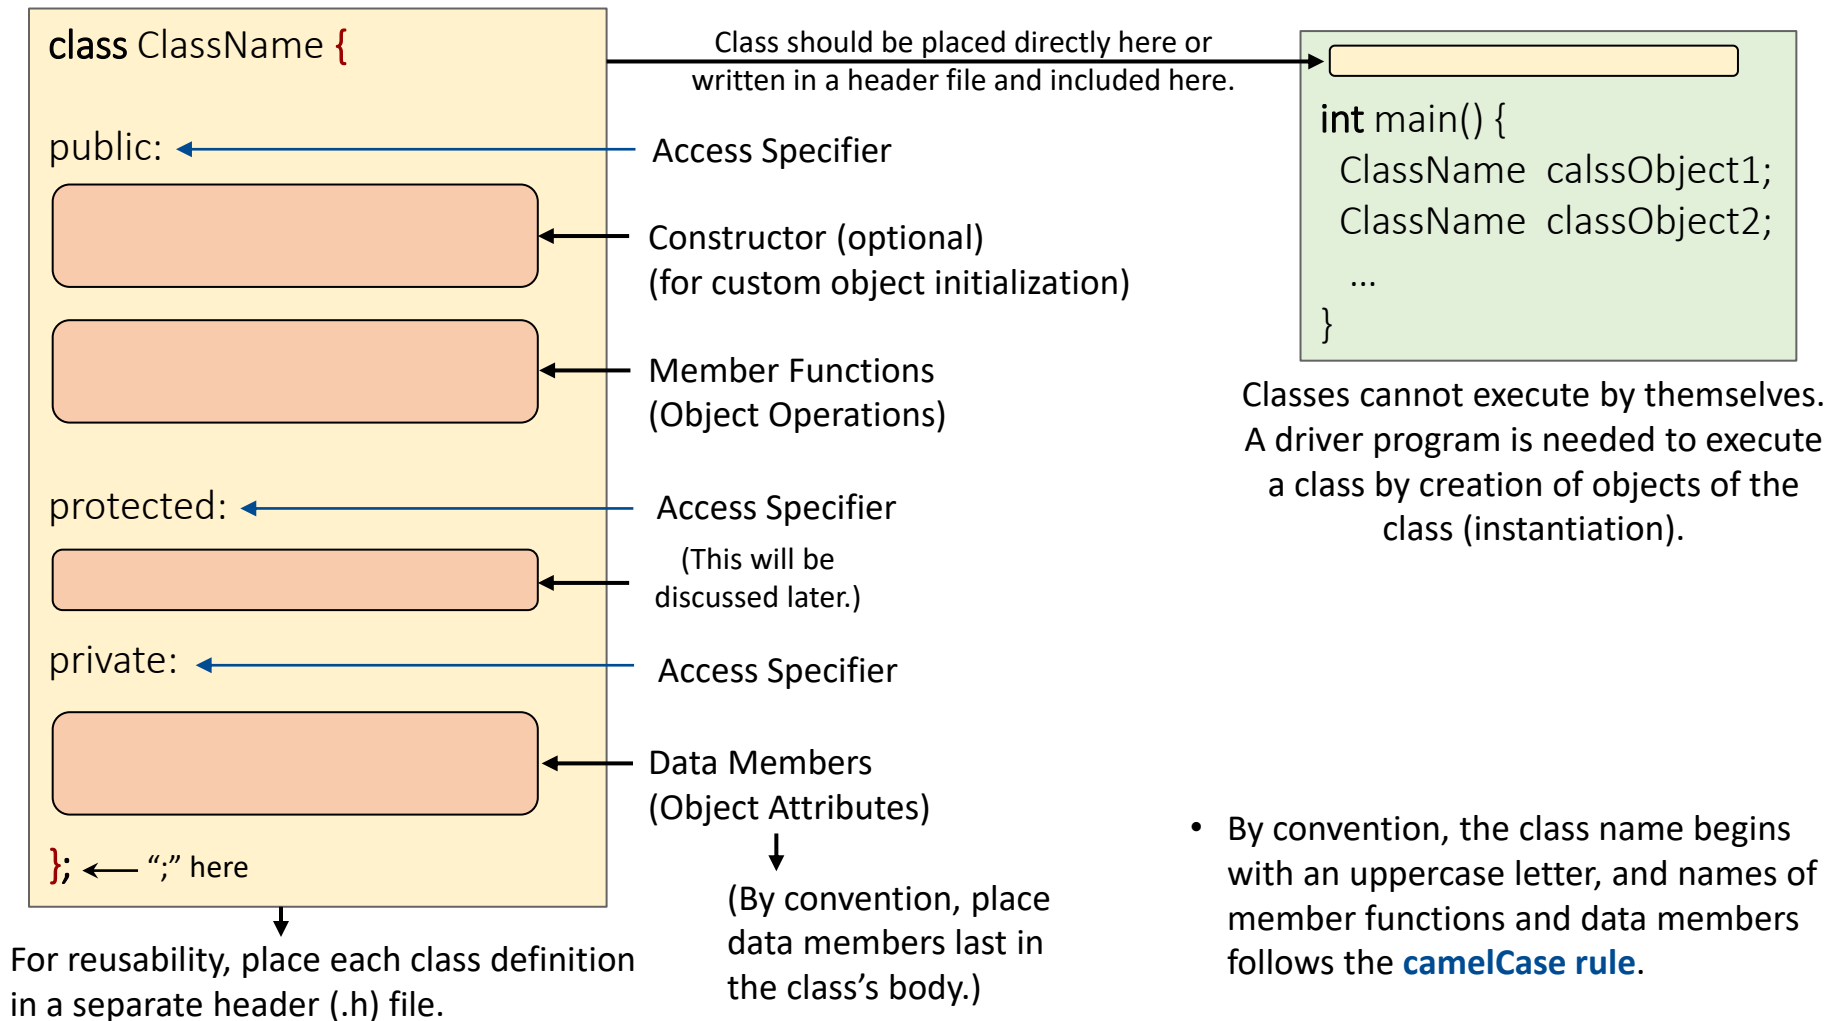 class ClassName {
public:
Access Specifier
Constructor (optional)
(for custom object initialization)
Member Functions
(Object Operations)
protected:
Access Specifier
(This will be
discussed later.)
private:
Access Specifier
Data Members
(Object Attributes)
}; “;” here
(By convention, place
data members last in
the class’s body.)
For reusability, place each class definition
in a separate header (.h) file.
Class should be placed directly here or
written in a header file and included here.
int main() {
ClassName calssObject1;
ClassName classObject2;
...
}
Classes cannot execute by themselves.
A driver program is needed to execute
a class by creation of objects of the
class (instantiation).
• By convention, the class name begins
with an uppercase letter, and names of
member functions and data members
follows the camelCase rule.